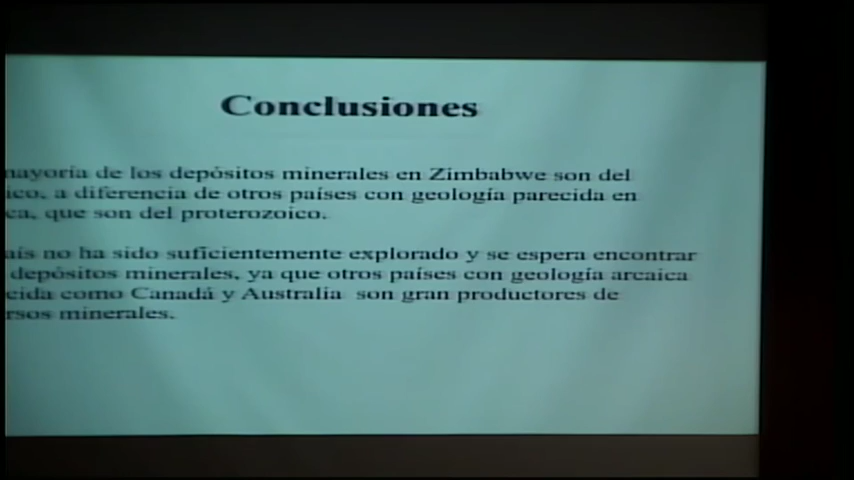 Conclusiones
mayoría de los depósitos minerales en Zimbabwe son del
ico, a diferencia de otros países con geología parecida en
ca, que son del proterozoico.
aís no ha sido suficientemente explorado y se espera encontrar
depósitos minerales, ya que otros países con geología arcaica
cida como Canadá y Australia son gran productores de
rsos minerales.